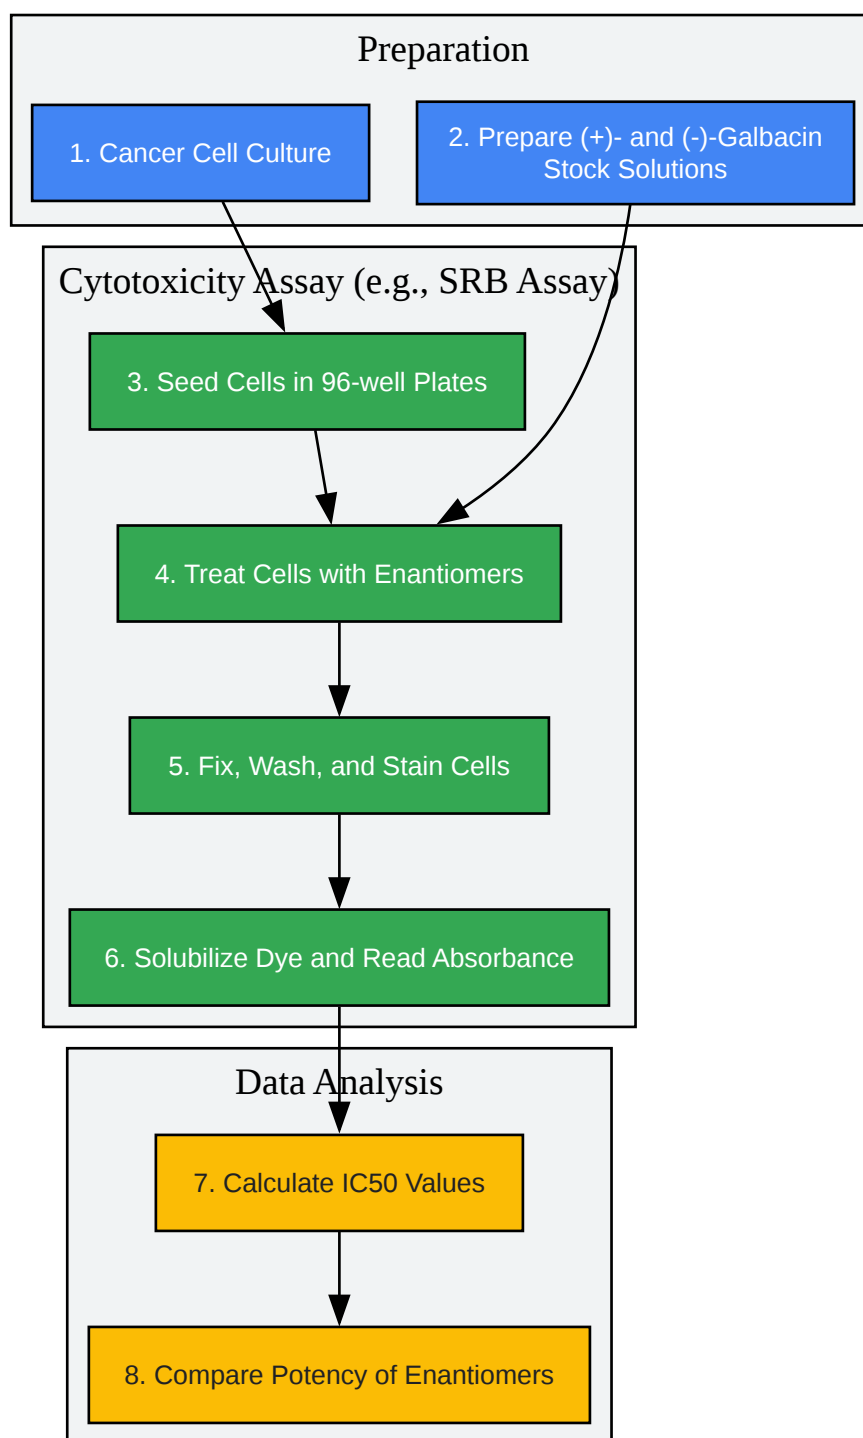 Preparation
1. Cancer Cell Culture
2. Prepare (+)- and (-)-Galbacin
Stock Solutions
Cytotoxicity Assay (e.g., SRB Assay)
3. Seed Cells in 96-well Plates
4. Treat Cells with Enantiomers
5. Fix, Wash, and Stain Cells
6. Solubilize Dye and Read Absorbance
Data Analysis
7. Calculate IC50 Values
8. Compare Potency of Enantiomers